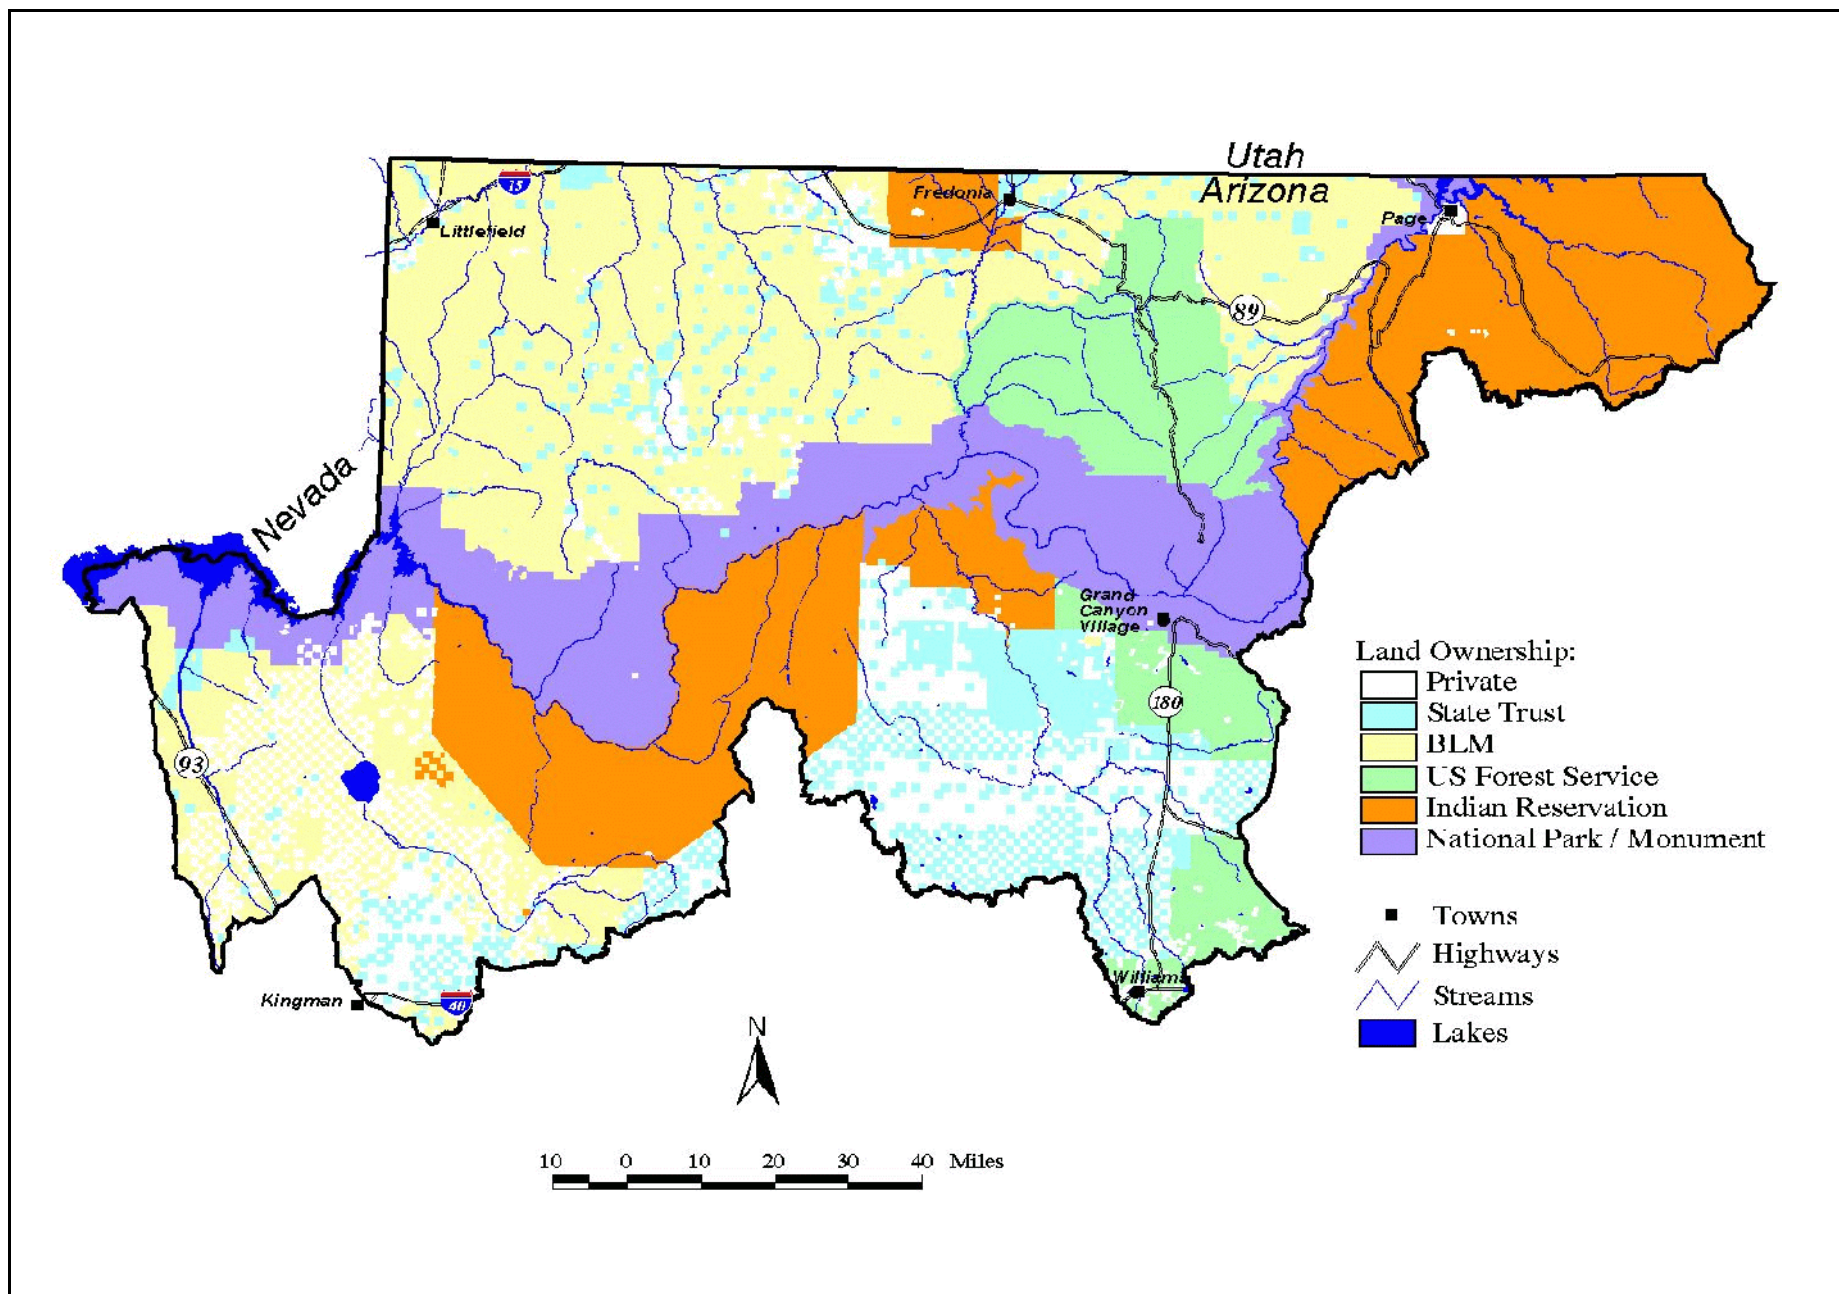 Utah
Arizona
15
Fredonia
Page
Littlefield
89
Nevada
Grand
Canyon
Village
180
93
Williams
Kingman
40
Land Ownership:
Private
State Trust
BLM
US Forest Service
Indian Reservation
National Park / Monument
Towns
Highways
Streams
Lakes
N
10 0 10 20 30 40 Miles